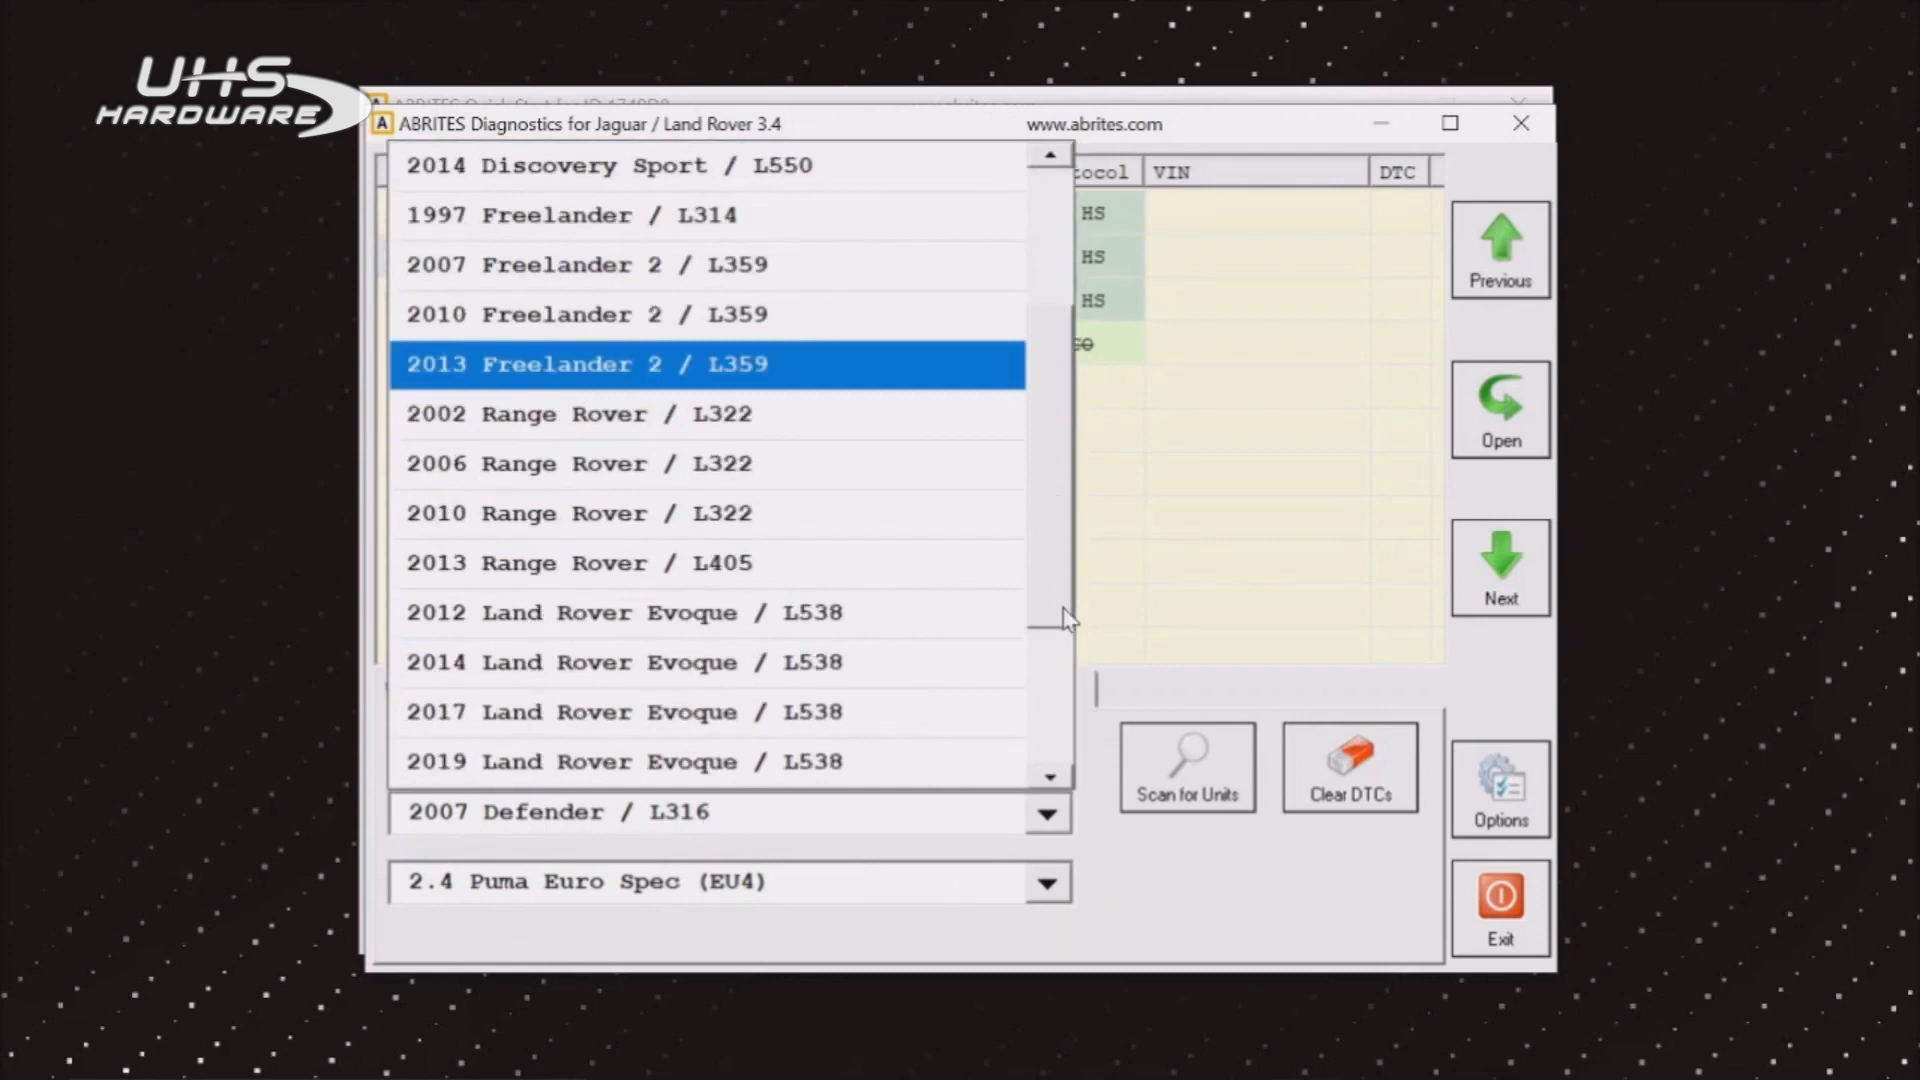 UHS
HARDWARE
ABRITES Diagnostics for Jaguar / Land Rover 3.4
www.abrites.com
2014 Discovery Sport / L550
1997 Freelander / L314
2007 Freelander 2 / L359
2010 Freelander 2 / L359
2013 Freelander 2 / L359
2002 Range Rover / L322
2006 Range Rover / L322
2010 Range Rover / L322
2013 Range Rover / L405
2012 Land Rover Evoque / L538
2014 Land Rover Evoque / L538
2017 Land Rover Evoque / L538
2019 Land Rover Evoque / L538
2007 Defender / L316
2.4 Puma Euro Spec (EU4)
tocol VIN DTC
HS
HS
HS
Scan for Units
Clear DTCs
Previous
Open
Next
Options
Exit